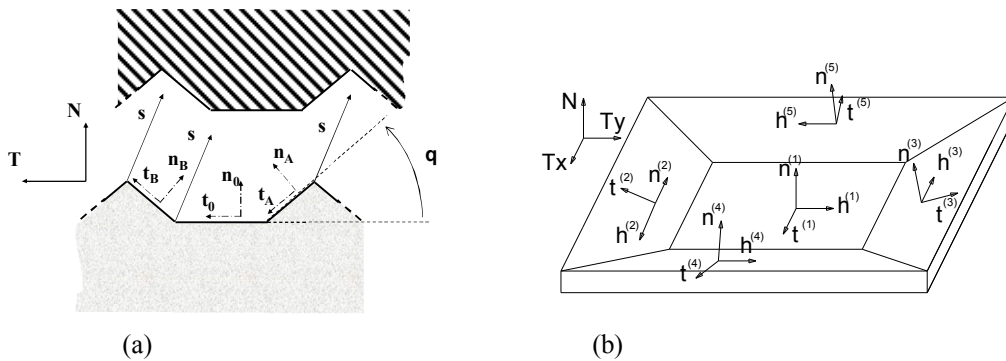 N
T
s
s
s
q
n_B
t_B
n_0
t_0
n_A
t_A
(a)
N
Ty
Tx
n^(5)
t^(5)
h^(5)
n^(3)
h^(3)
t^(3)
n^(2)
t^(2)
h^(2)
n^(1)
h^(1)
t^(1)
n^(4)
h^(4)
t^(4)
(b)